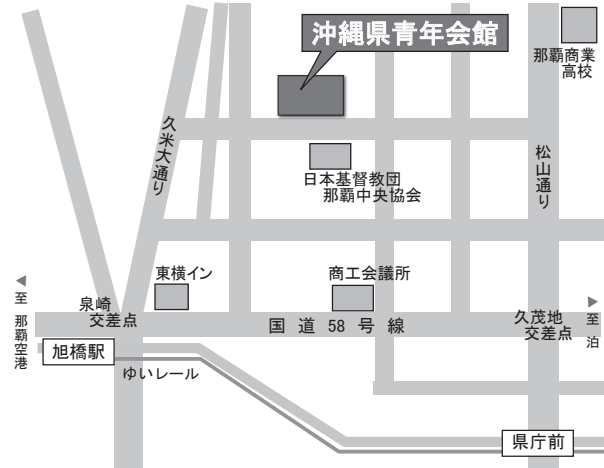 沖縄県青年会館
那覇商業
高校
久米大通り
松山通り
日本基督教団
那覇中央協会
東横イン
商工会議所
◀至 那覇空港
泉崎
交差点
国道58号線
久茂地
交差点
▶至 泊
旭橋駅
ゆいレール
県庁前